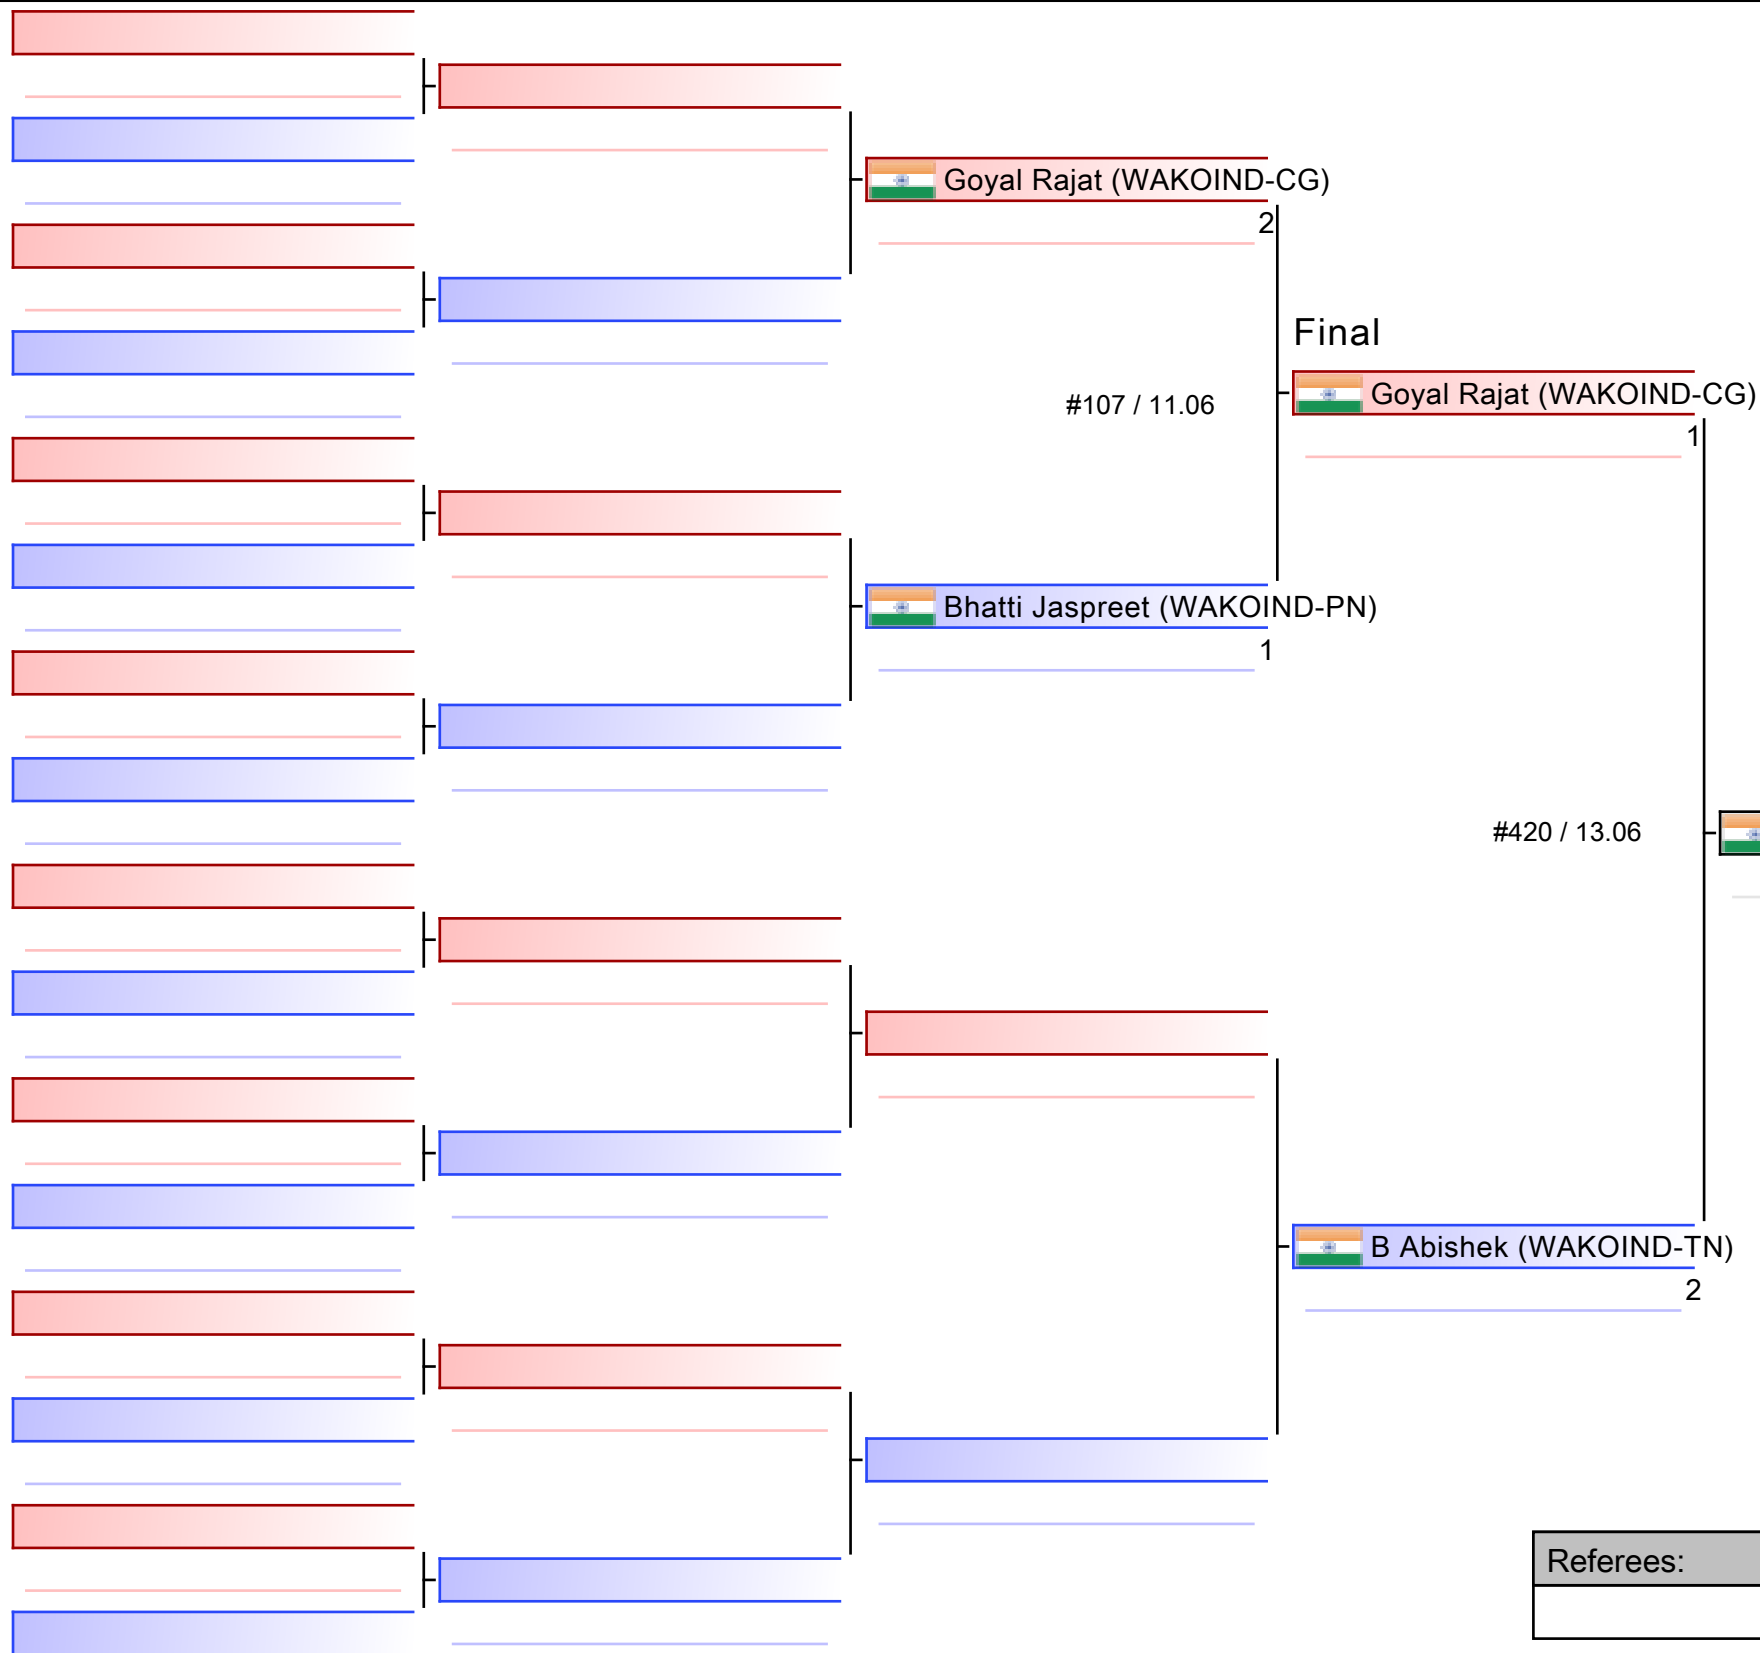 Goyal Rajat (WAKOIND-CG)
2
Final
Goyal Rajat (WAKOIND-CG)
#107 / 11.06
1
Bhatti Jaspreet (WAKOIND-PN)
1
#420 / 13.06
B Abishek (WAKOIND-TN)
2
Referees: